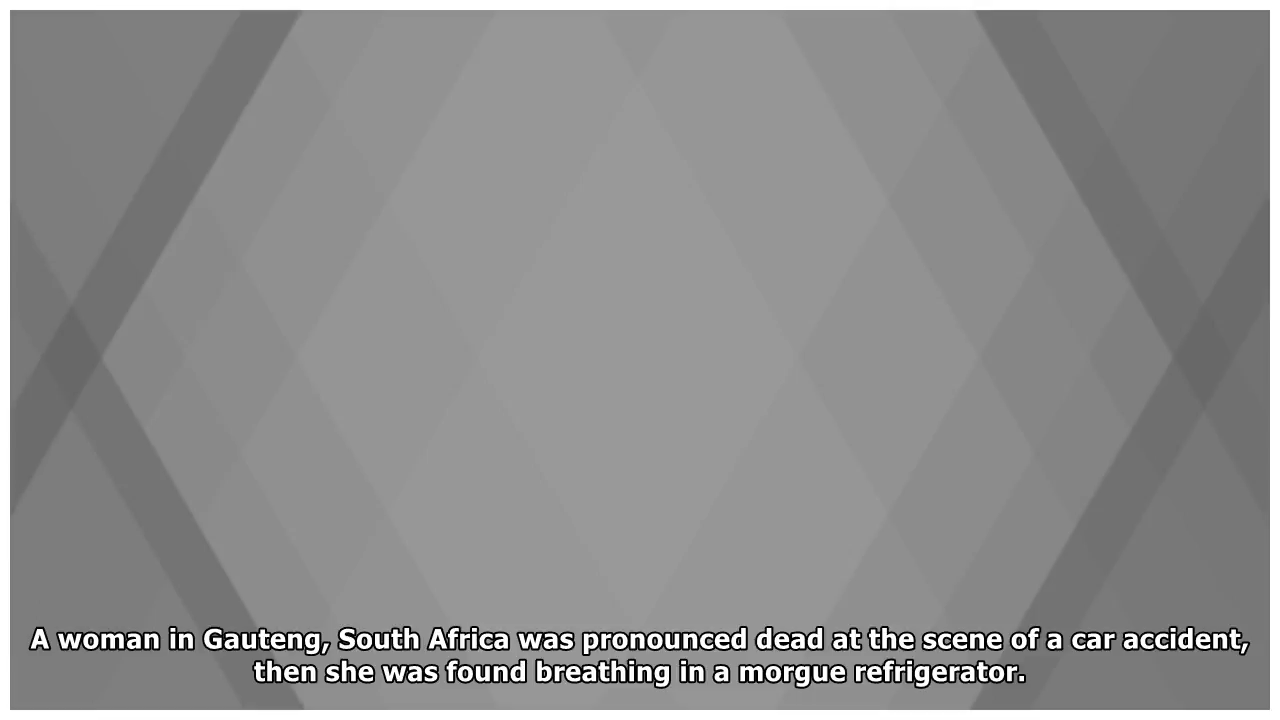 A woman in Gauteng, South Africa was pronounced dead at the scene of a car accident,
then she was found breathing in a morgue refrigerator.